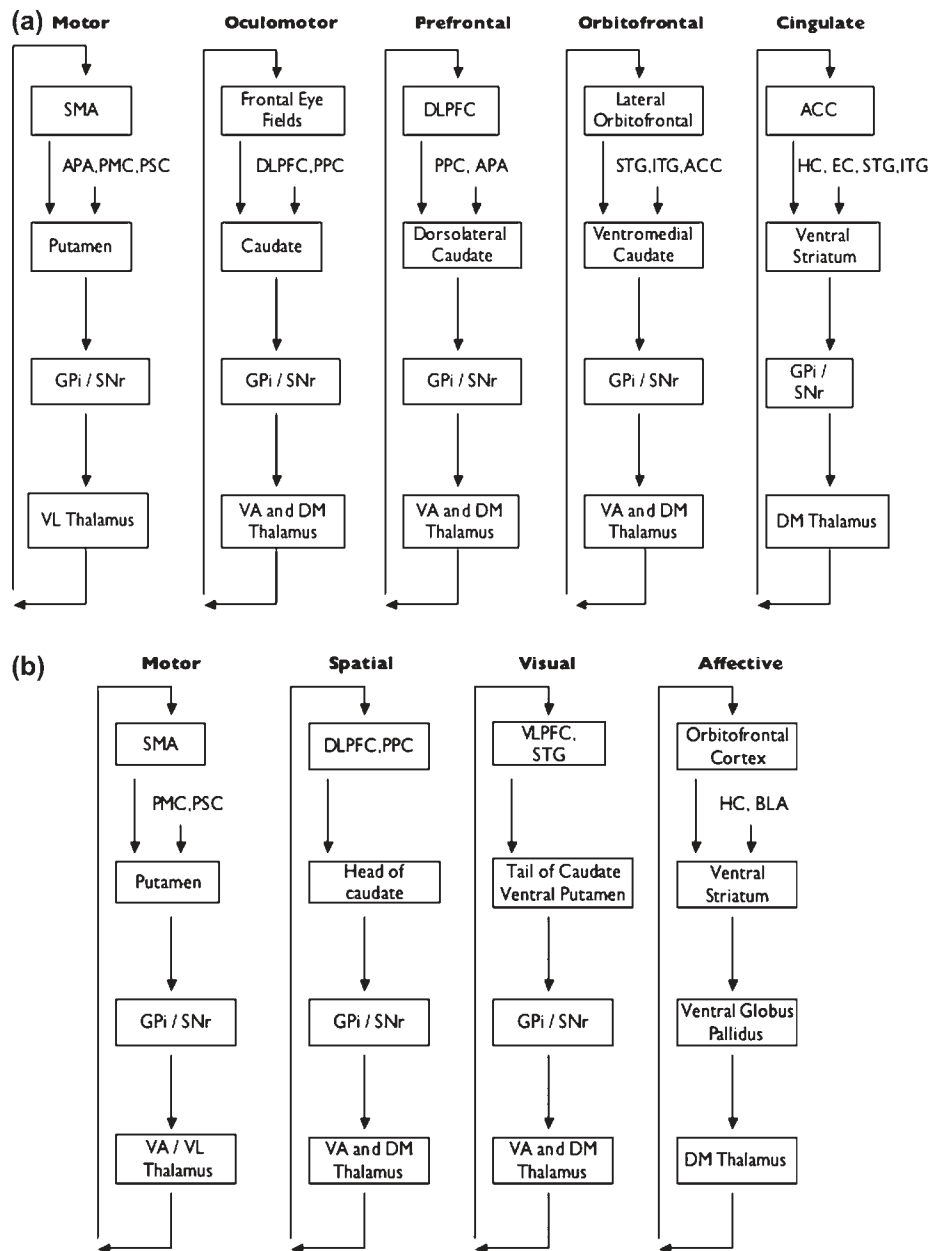 (a)
Motor
Oculomotor
Prefrontal
Orbitofrontal
Cingulate
SMA
Frontal Eye
Fields
DLPFC
Lateral
Orbitofrontal
ACC
APA,PMC,PSC
DLPFC,PPC
PPC, APA
STG,ITG,ACC
HC, EC, STG,ITG
Putamen
Caudate
Dorsolateral
Caudate
Ventromedial
Caudate
Ventral
Striatum
GPi / SNr
GPi / SNr
GPi / SNr
GPi / SNr
GPi /
SNr
VL Thalamus
VA and DM
Thalamus
VA and DM
Thalamus
VA and DM
Thalamus
DM Thalamus
(b)
Motor
Spatial
Visual
Affective
SMA
DLPFC,PPC
VLPFC,
STG
Orbitofrontal
Cortex
PMC,PSC
HC, BLA
Putamen
Head of
caudate
Tail of Caudate
Ventral Putamen
Ventral
Striatum
GPi / SNr
GPi / SNr
GPi / SNr
Ventral Globus
Pallidus
VA / VL
Thalamus
VA and DM
Thalamus
VA and DM
Thalamus
DM Thalamus